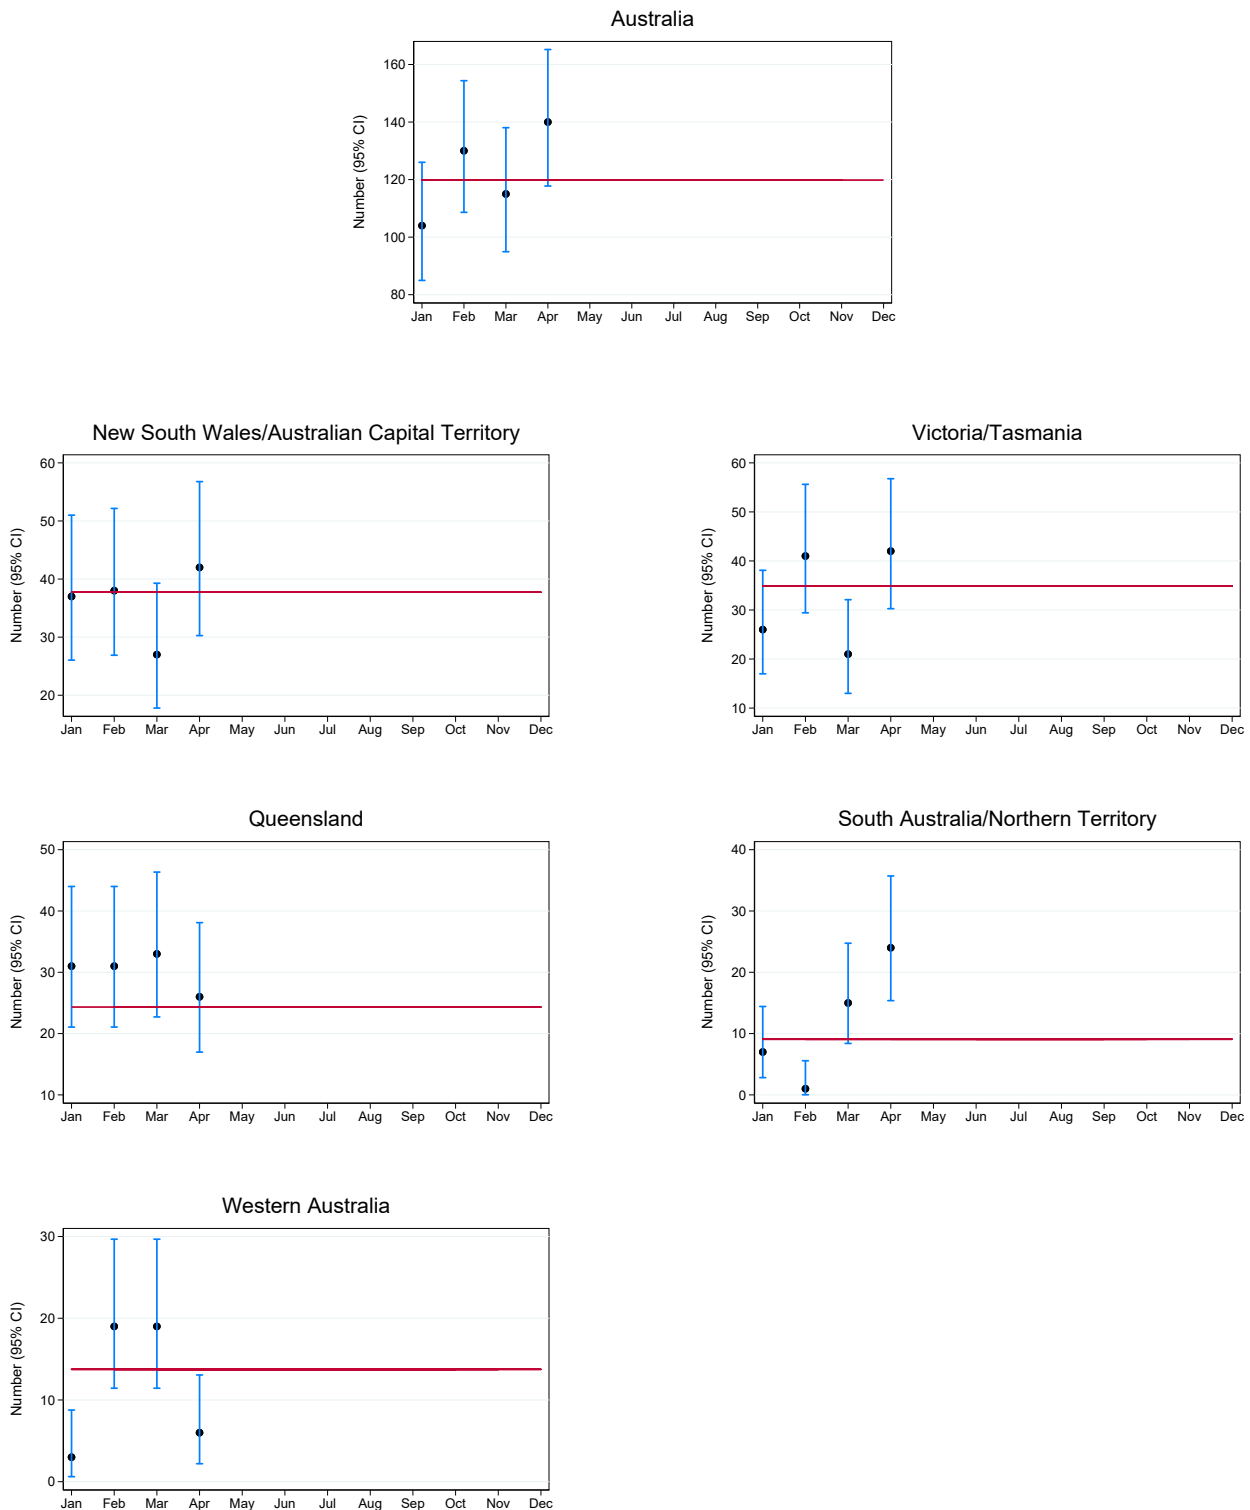 Australia
Number (95% CI)
160
140
120
100
80
Jan Feb Mar Apr May Jun Jul Aug Sep Oct Nov Dec
New South Wales/Australian Capital Territory
Number (95% CI)
60
50
40
30
20
Jan Feb Mar Apr May Jun Jul Aug Sep Oct Nov Dec
Victoria/Tasmania
Number (95% CI)
60
50
40
30
20
10
Jan Feb Mar Apr May Jun Jul Aug Sep Oct Nov Dec
Queensland
Number (95% CI)
50
40
30
20
10
Jan Feb Mar Apr May Jun Jul Aug Sep Oct Nov Dec
South Australia/Northern Territory
Number (95% CI)
40
30
20
10
0
Jan Feb Mar Apr May Jun Jul Aug Sep Oct Nov Dec
Western Australia
Number (95% CI)
30
20
10
0
Jan Feb Mar Apr May Jun Jul Aug Sep Oct Nov Dec